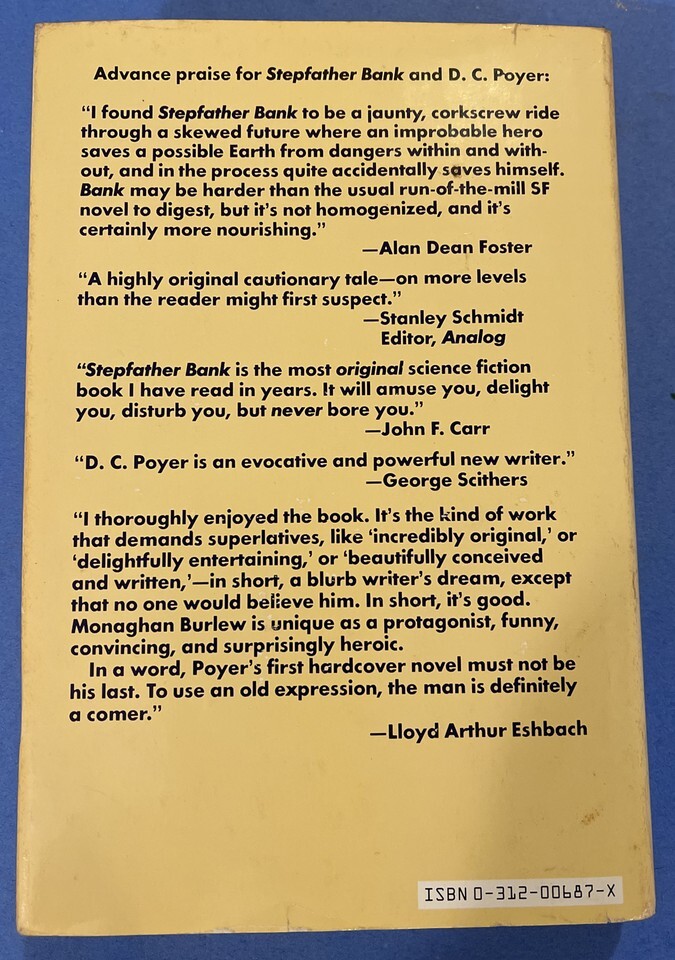 Advance praise for Stepfather Bank and D. C. Poyer:
“I found Stepfather Bank to be a jaunty, corkscrew ride
through a skewed future where an improbable hero
saves a possible Earth from dangers within and with-
out, and in the process quite accidentally saves himself.
Bank may be harder than the usual run-of-the-mill SF
novel to digest, but it’s not homogenized, and it’s
certainly more nourishing.”
—Alan Dean Foster
“A highly original cautionary tale—on more levels
than the reader might first suspect.”
—Stanley Schmidt
Editor, Analog
“Stepfather Bank is the most original science fiction
book I have read in years. It will amuse you, delight
you, disturb you, but never bore you.”
—John F. Carr
“D. C. Poyer is an evocative and powerful new writer.”
—George Scithers
“I thoroughly enjoyed the book. It’s the kind of work
that demands superlatives, like ‘incredibly original,’ or
‘delightfully entertaining,’ or ‘beautifully conceived
and written,’—in short, a blurb writer’s dream, except
that no one would believe him. In short, it’s good.
Monaghan Burlew is unique as a protagonist, funny,
convincing, and surprisingly heroic.
In a word, Poyer’s first hardcover novel must not be
his last. To use an old expression, the man is definitely
a comer.”
—Lloyd Arthur Eshbach
ISBN 0-312-00687-X